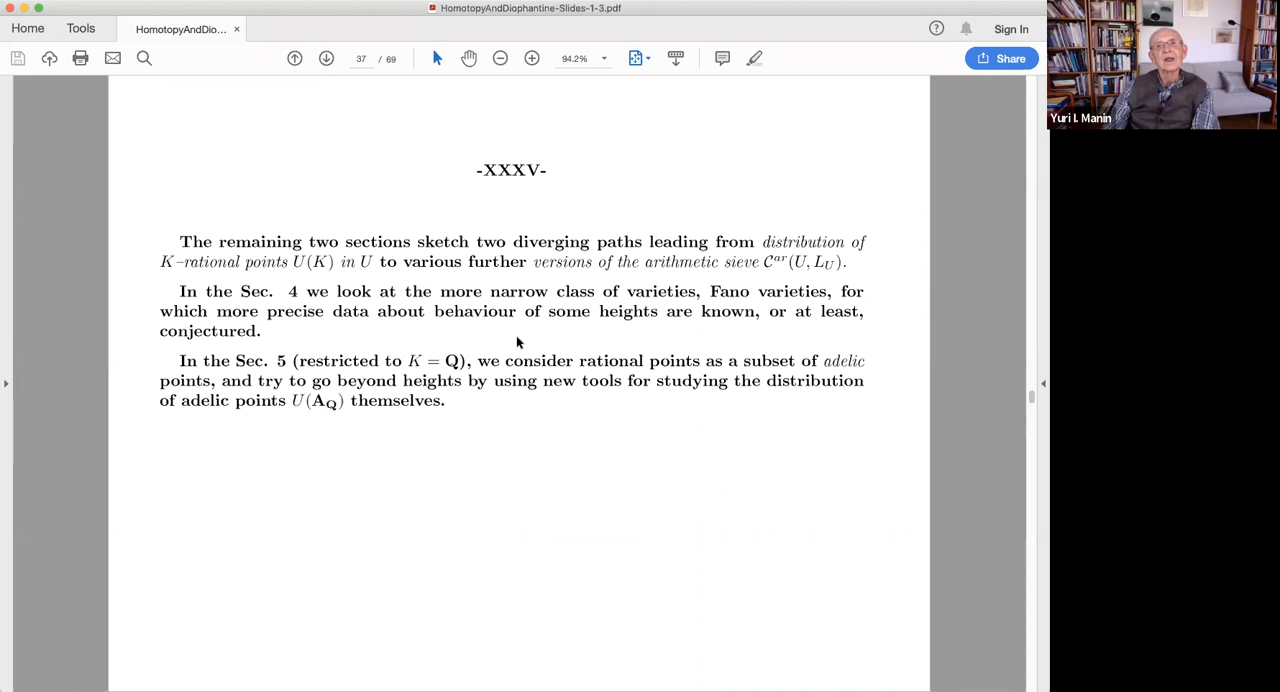 HomotopyAndDiophantine-Slides-1-3.pdf
Home
Tools
HomotopyAndDio... ×
Sign In
37 / 69
94.2%
Share
Yuri I. Manin
-XXXV-
The remaining two sections sketch two diverging paths leading from distribution of
K–rational points U(K) in U to various further versions of the arithmetic sieve 𝒞ᵃʳ(U, L_U).
In the Sec. 4 we look at the more narrow class of varieties, Fano varieties, for
which more precise data about behaviour of some heights are known, or at least,
conjectured.
In the Sec. 5 (restricted to K = Q), we consider rational points as a subset of adelic
points, and try to go beyond heights by using new tools for studying the distribution
of adelic points U(A_Q) themselves.